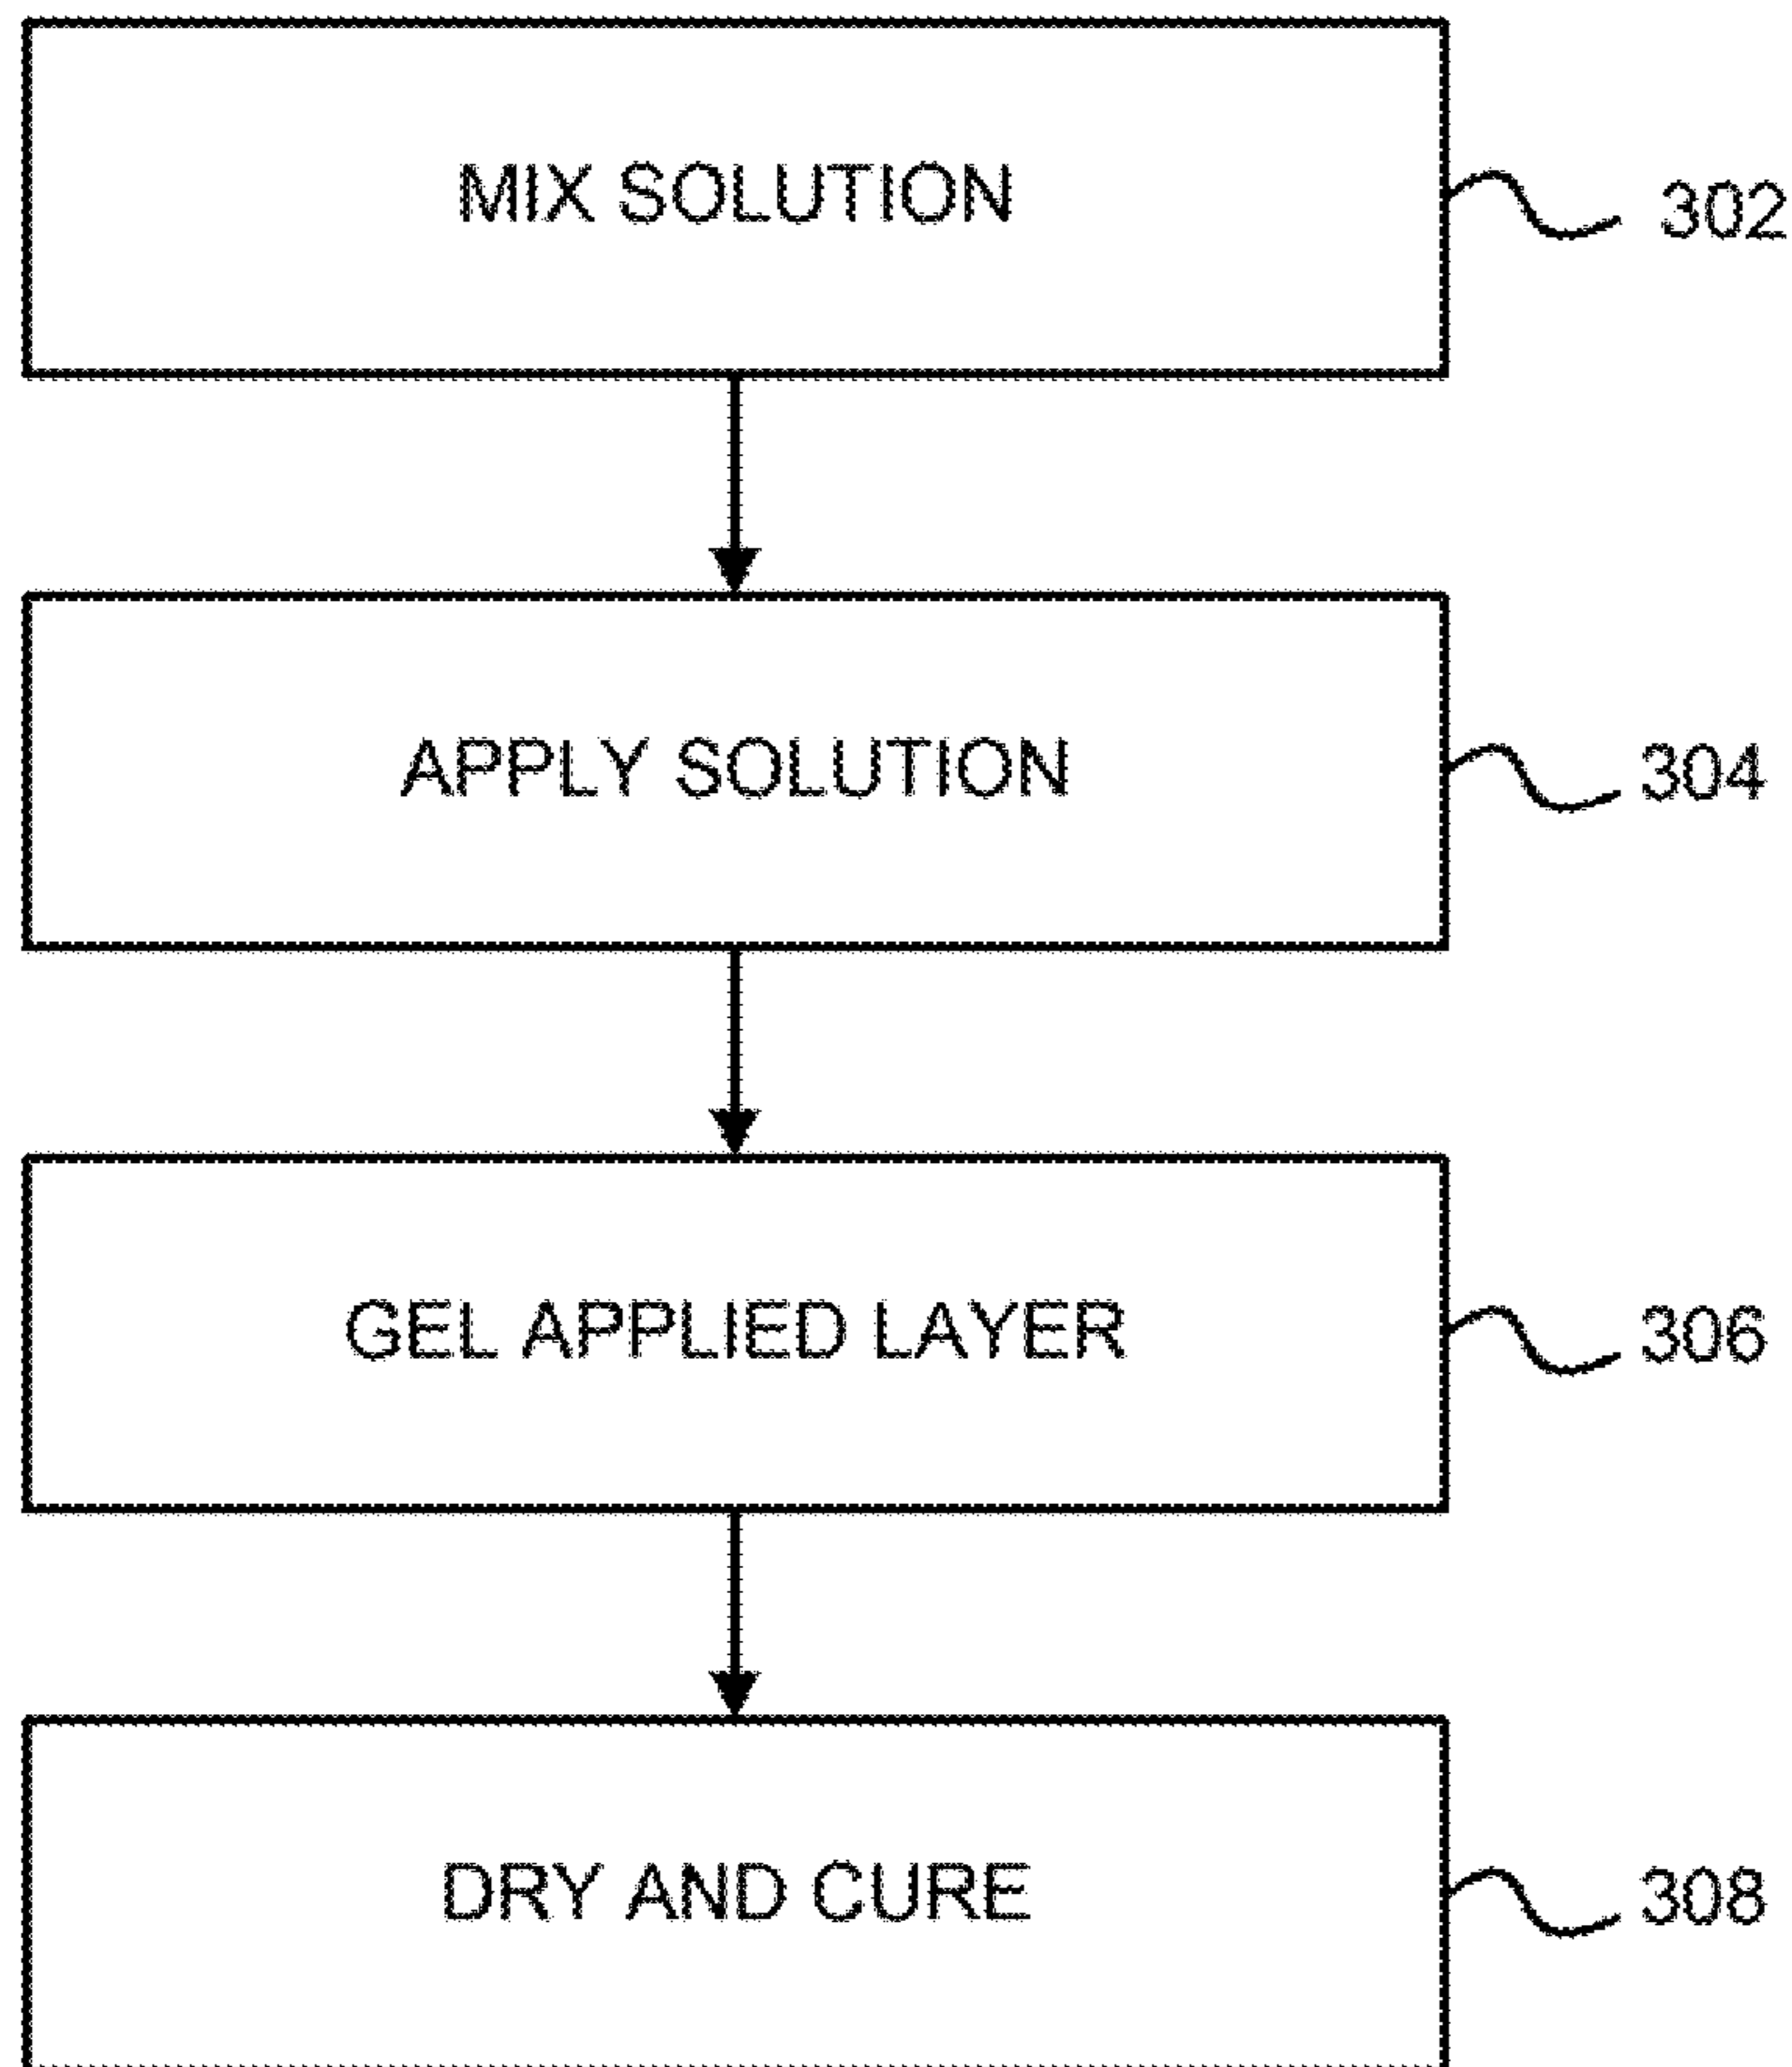 MIX SOLUTION
302
APPLY SOLUTION
304
GEL APPLIED LAYER
306
DRY AND CURE
308